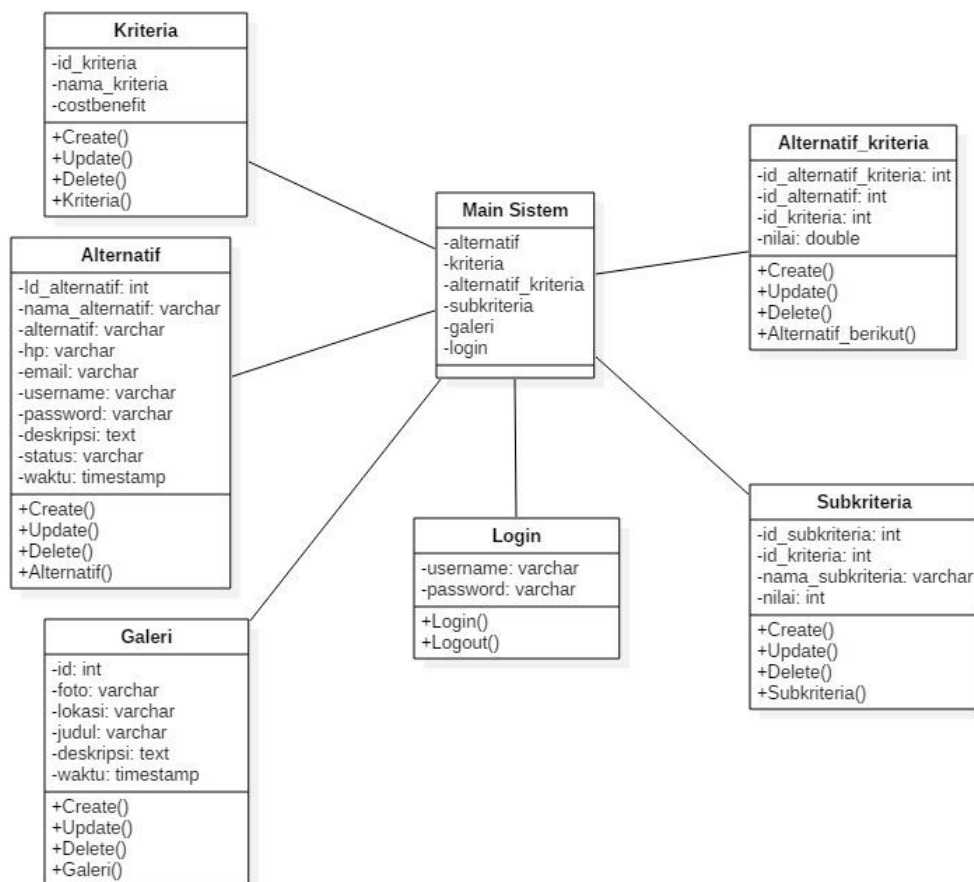 Kriteria
-id_kriteria
-nama_kriteria
-costbenefit
+Create()
+Update()
+Delete()
+Kriteria()
Alternatif
-Id_alternatif: int
-nama_alternatif: varchar
-alternatif: varchar
-hp: varchar
-email: varchar
-username: varchar
-password: varchar
-deskripsi: text
-status: varchar
-waktu: timestamp
+Create()
+Update()
+Delete()
+Alternatif()
Galeri
-id: int
-foto: varchar
-lokasi: varchar
-judul: varchar
-deskripsi: text
-waktu: timestamp
+Create()
+Update()
+Delete()
+Galeri()
Main Sistem
-alternatif
-kriteria
-alternatif_kriteria
-subkriteria
-galeri
-login
Login
-username: varchar
-password: varchar
+Login()
+Logout()
Alternatif_kriteria
-id_alternatif_kriteria: int
-id_alternatif: int
-id_kriteria: int
-nilai: double
+Create()
+Update()
+Delete()
+Alternatif_berikut()
Subkriteria
-id_subkriteria: int
-id_kriteria: int
-nama_subkriteria: varchar
-nilai: int
+Create()
+Update()
+Delete()
+Subkriteria()